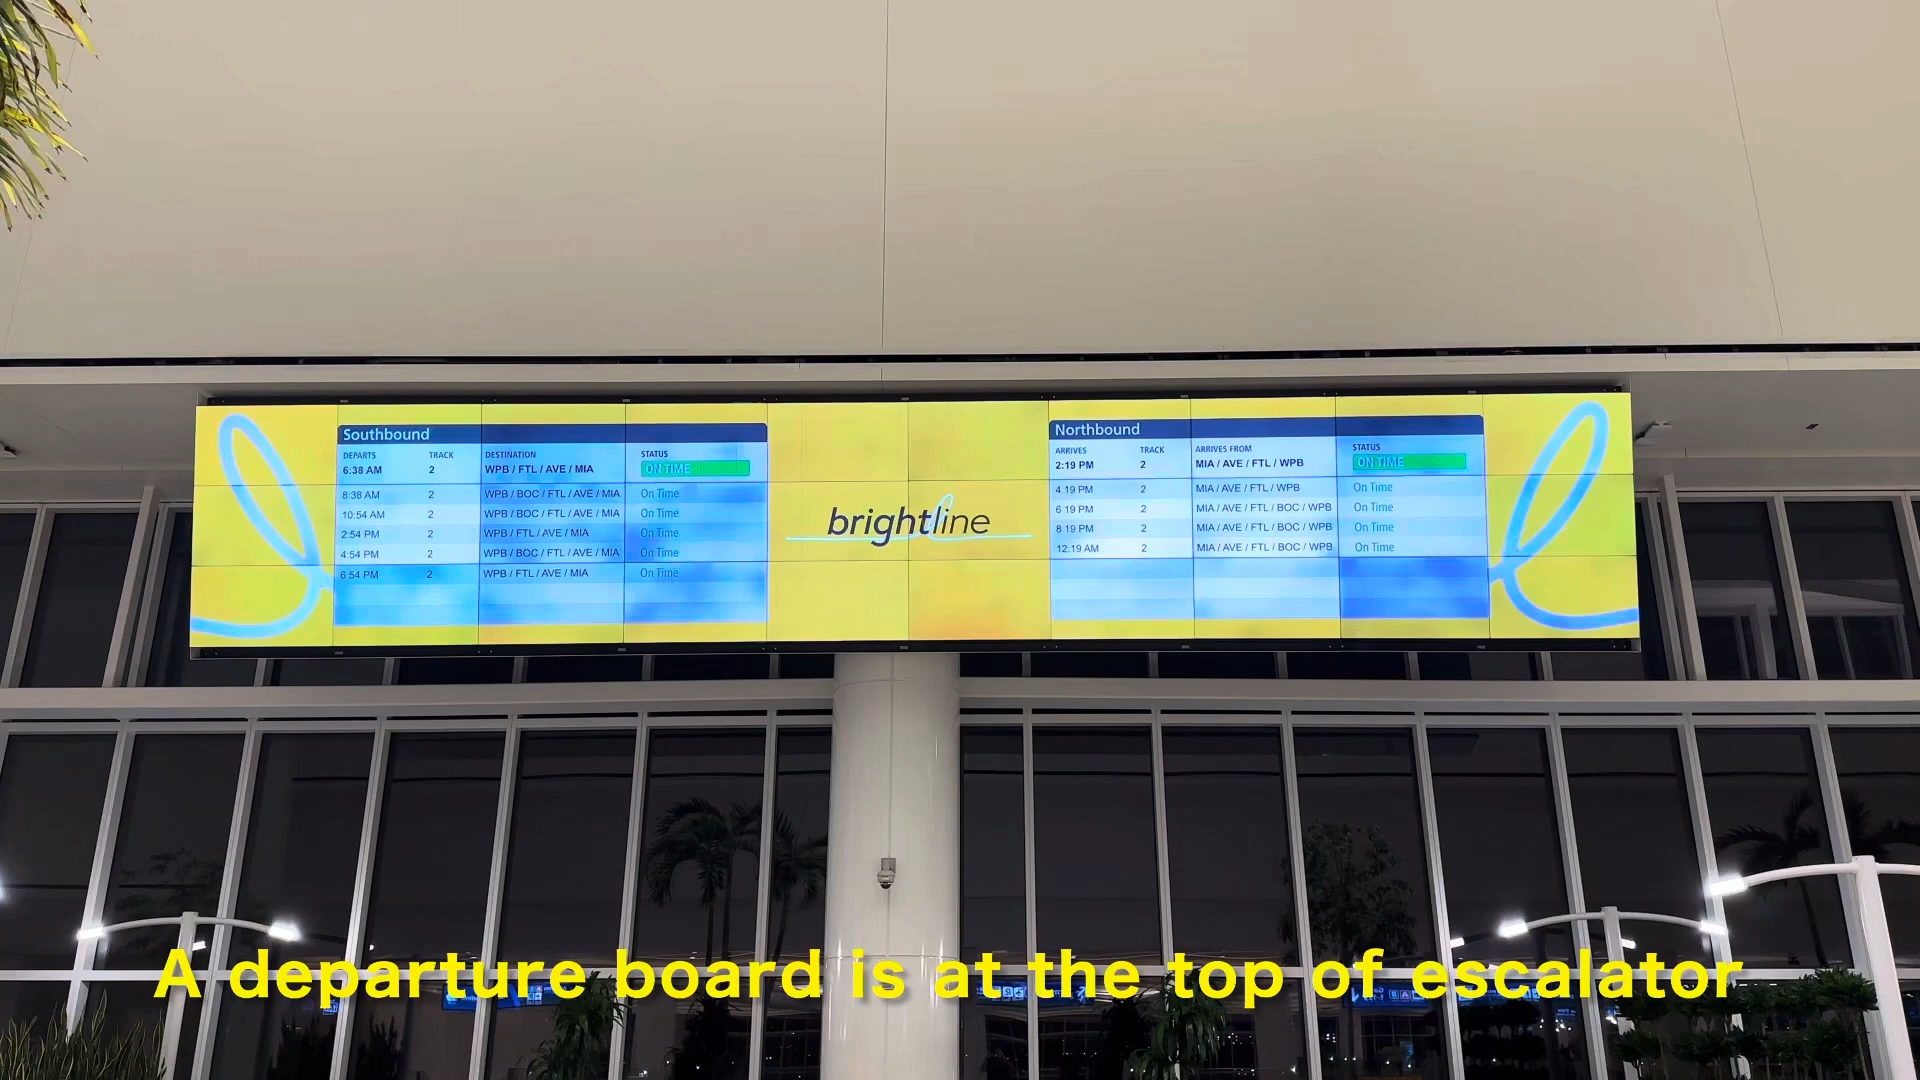 Southbound
DEPARTS TRACK DESTINATION STATUS
6:38 AM 2 WPB / FTL / AVE / MIA ON TIME
8:38 AM 2 WPB / BOC / FTL / AVE / MIA On Time
10:54 AM 2 WPB / BOC / FTL / AVE / MIA On Time
2:54 PM 2 WPB / FTL / AVE / MIA On Time
4:54 PM 2 WPB / BOC / FTL / AVE / MIA On Time
6:54 PM 2 WPB / FTL / AVE / MIA On Time
brightline
Northbound
ARRIVES TRACK ARRIVES FROM STATUS
2:19 PM 2 MIA / AVE / FTL / WPB ON TIME
4:19 PM 2 MIA / AVE / FTL / WPB On Time
6:19 PM 2 MIA / AVE / FTL / BOC / WPB On Time
8:19 PM 2 MIA / AVE / FTL / BOC / WPB On Time
12:19 AM 2 MIA / AVE / FTL / BOC / WPB On Time
A departure board is at the top of escalator